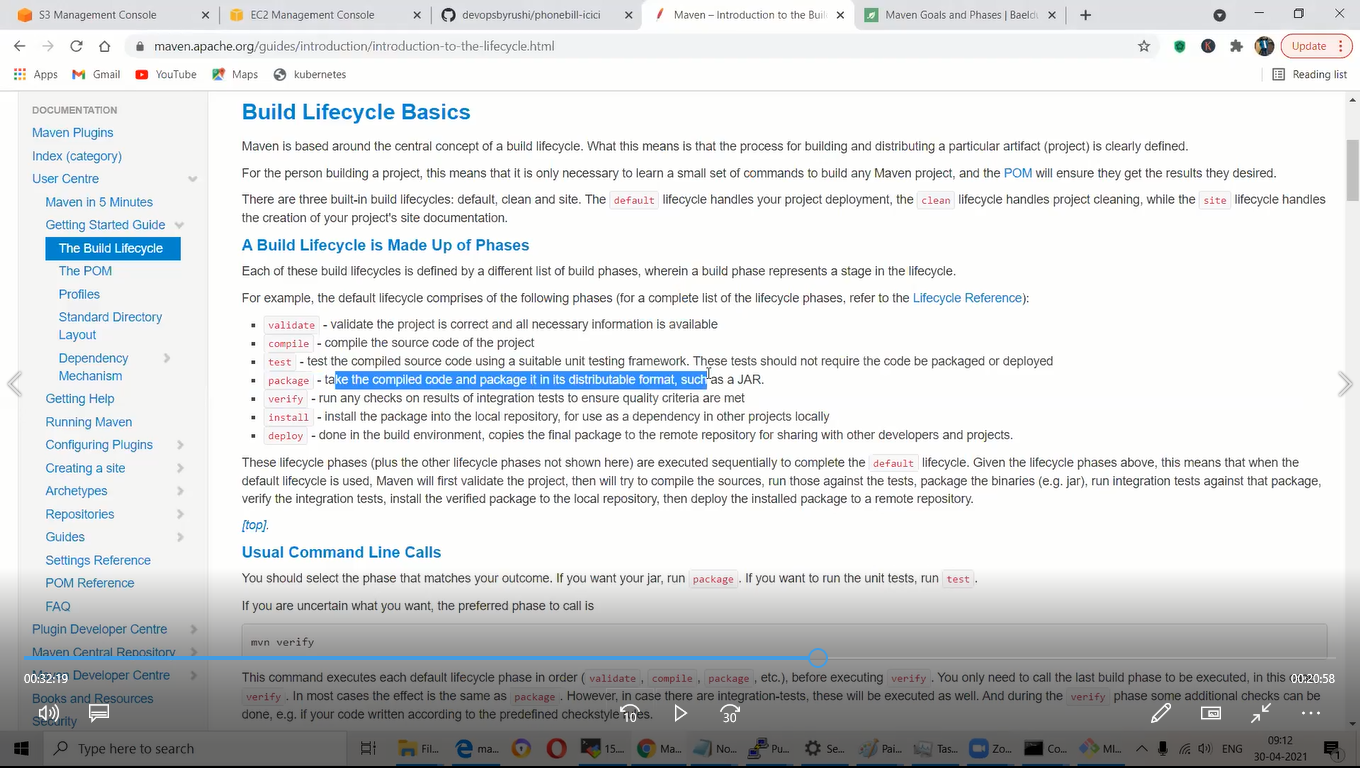 S3 Management Console
EC2 Management Console
devopsbyrushi/phonebill-icici
Maven – Introduction to the Buil
Maven Goals and Phases | Baeldu
maven.apache.org/guides/introduction/introduction-to-the-lifecycle.html
K
Update
Apps
Gmail
YouTube
Maps
kubernetes
Reading list
DOCUMENTATION
Maven Plugins
Index (category)
User Centre
Maven in 5 Minutes
Getting Started Guide
The Build Lifecycle
The POM
Profiles
Standard Directory
Layout
Dependency
Mechanism
Getting Help
Running Maven
Configuring Plugins
Creating a site
Archetypes
Repositories
Guides
Settings Reference
POM Reference
FAQ
Plugin Developer Centre
Maven Central Repository
Maven Developer Centre
Books and Resources
Security
Build Lifecycle Basics
Maven is based around the central concept of a build lifecycle. What this means is that the process for building and distributing a particular artifact (project) is clearly defined.
For the person building a project, this means that it is only necessary to learn a small set of commands to build any Maven project, and the POM will ensure they get the results they desired.
There are three built-in build lifecycles: default, clean and site. The default lifecycle handles your project deployment, the clean lifecycle handles project cleaning, while the site lifecycle handles
the creation of your project's site documentation.
A Build Lifecycle is Made Up of Phases
Each of these build lifecycles is defined by a different list of build phases, wherein a build phase represents a stage in the lifecycle.
For example, the default lifecycle comprises of the following phases (for a complete list of the lifecycle phases, refer to the Lifecycle Reference):
validate - validate the project is correct and all necessary information is available
compile - compile the source code of the project
test - test the compiled source code using a suitable unit testing framework. These tests should not require the code be packaged or deployed
package - take the compiled code and package it in its distributable format, such as a JAR.
verify - run any checks on results of integration tests to ensure quality criteria are met
install - install the package into the local repository, for use as a dependency in other projects locally
deploy - done in the build environment, copies the final package to the remote repository for sharing with other developers and projects.
These lifecycle phases (plus the other lifecycle phases not shown here) are executed sequentially to complete the default lifecycle. Given the lifecycle phases above, this means that when the
default lifecycle is used, Maven will first validate the project, then will try to compile the sources, run those against the tests, package the binaries (e.g. jar), run integration tests against that package,
verify the integration tests, install the verified package to the local repository, then deploy the installed package to a remote repository.
[top].
Usual Command Line Calls
You should select the phase that matches your outcome. If you want your jar, run package. If you want to run the unit tests, run test.
If you are uncertain what you want, the preferred phase to call is
mvn verify
This command executes each default lifecycle phase in order (validate, compile, package, etc.), before executing verify. You only need to call the last build phase to be executed, in this
verify. In most cases the effect is the same as package. However, in case there are integration-tests, these will be executed as well. And during the verify phase some additional checks can be
done, e.g. if your code written according to the predefined checkstyle rules.
00:32:19
00:20:58
10
30
Type here to search
Fil...
ma...
15...
Ma...
No...
Pu...
Se...
Pai...
Tas...
Zo...
Co...
MI...
ENG
09:12
30-04-2021
1